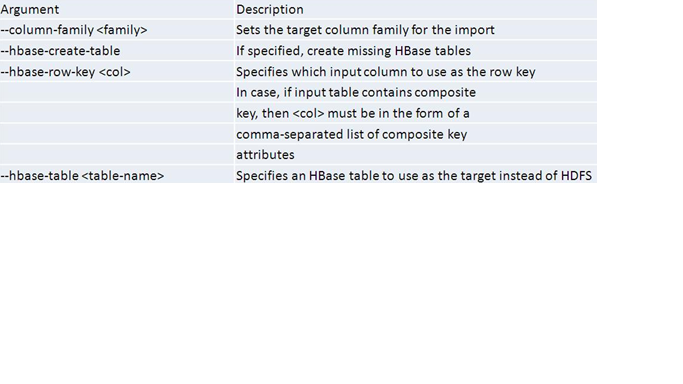 Argument Description
--column-family <family> Sets the target column family for the import
--hbase-create-table If specified, create missing HBase tables
--hbase-row-key <col> Specifies which input column to use as the row key
In case, if input table contains composite
key, then <col> must be in the form of a
comma-separated list of composite key
attributes
--hbase-table <table-name> Specifies an HBase table to use as the target instead of HDFS